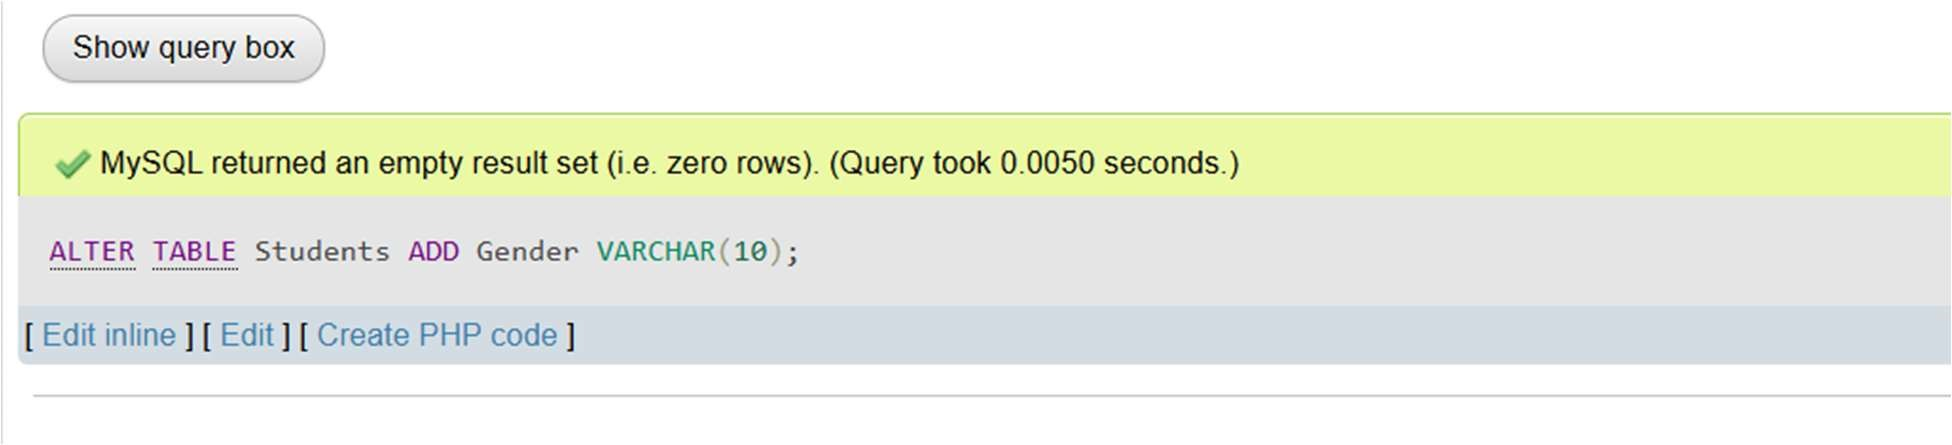 Show query box
MySQL returned an empty result set (i.e. zero rows). (Query took 0.0050 seconds.)
ALTER TABLE Students ADD Gender VARCHAR(10);
[ Edit inline ] [ Edit ] [ Create PHP code ]